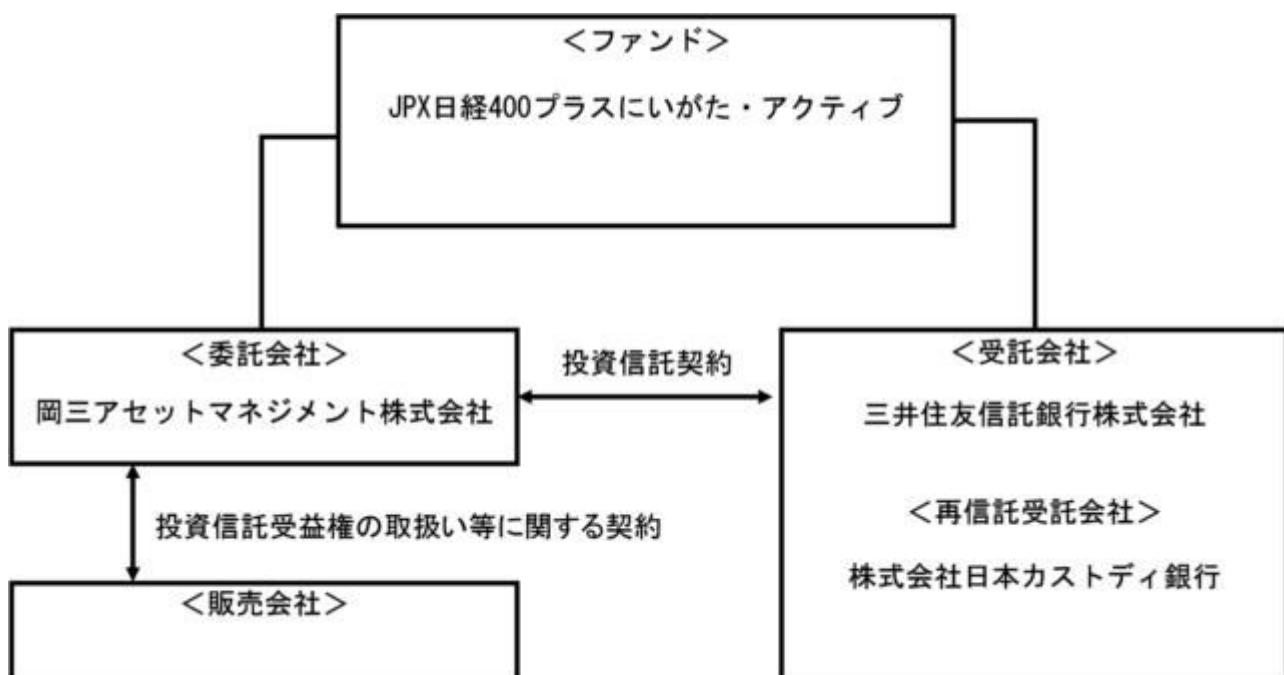 ＜ファンド＞
JPX日経400プラスにいがた・アクティブ
＜委託会社＞
岡三アセットマネジメント株式会社
投資信託契約
＜受託会社＞
三井住友信託銀行株式会社
＜再信託受託会社＞
株式会社日本カストディ銀行
投資信託受益権の取扱い等に関する契約
＜販売会社＞